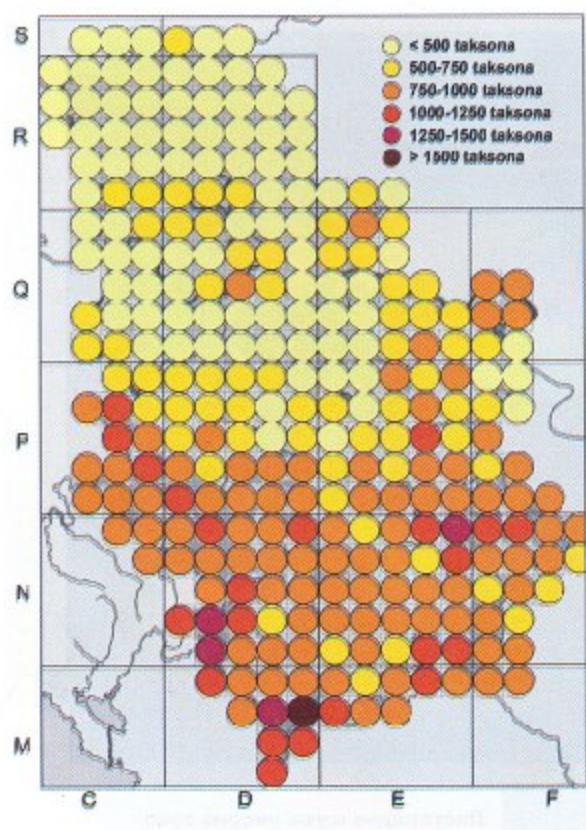 S
≤ 500 taksona
500-750 taksona
750-1000 taksona
1000-1250 taksona
1250-1500 taksona
> 1500 taksona
R
Q
P
N
M
C D E F